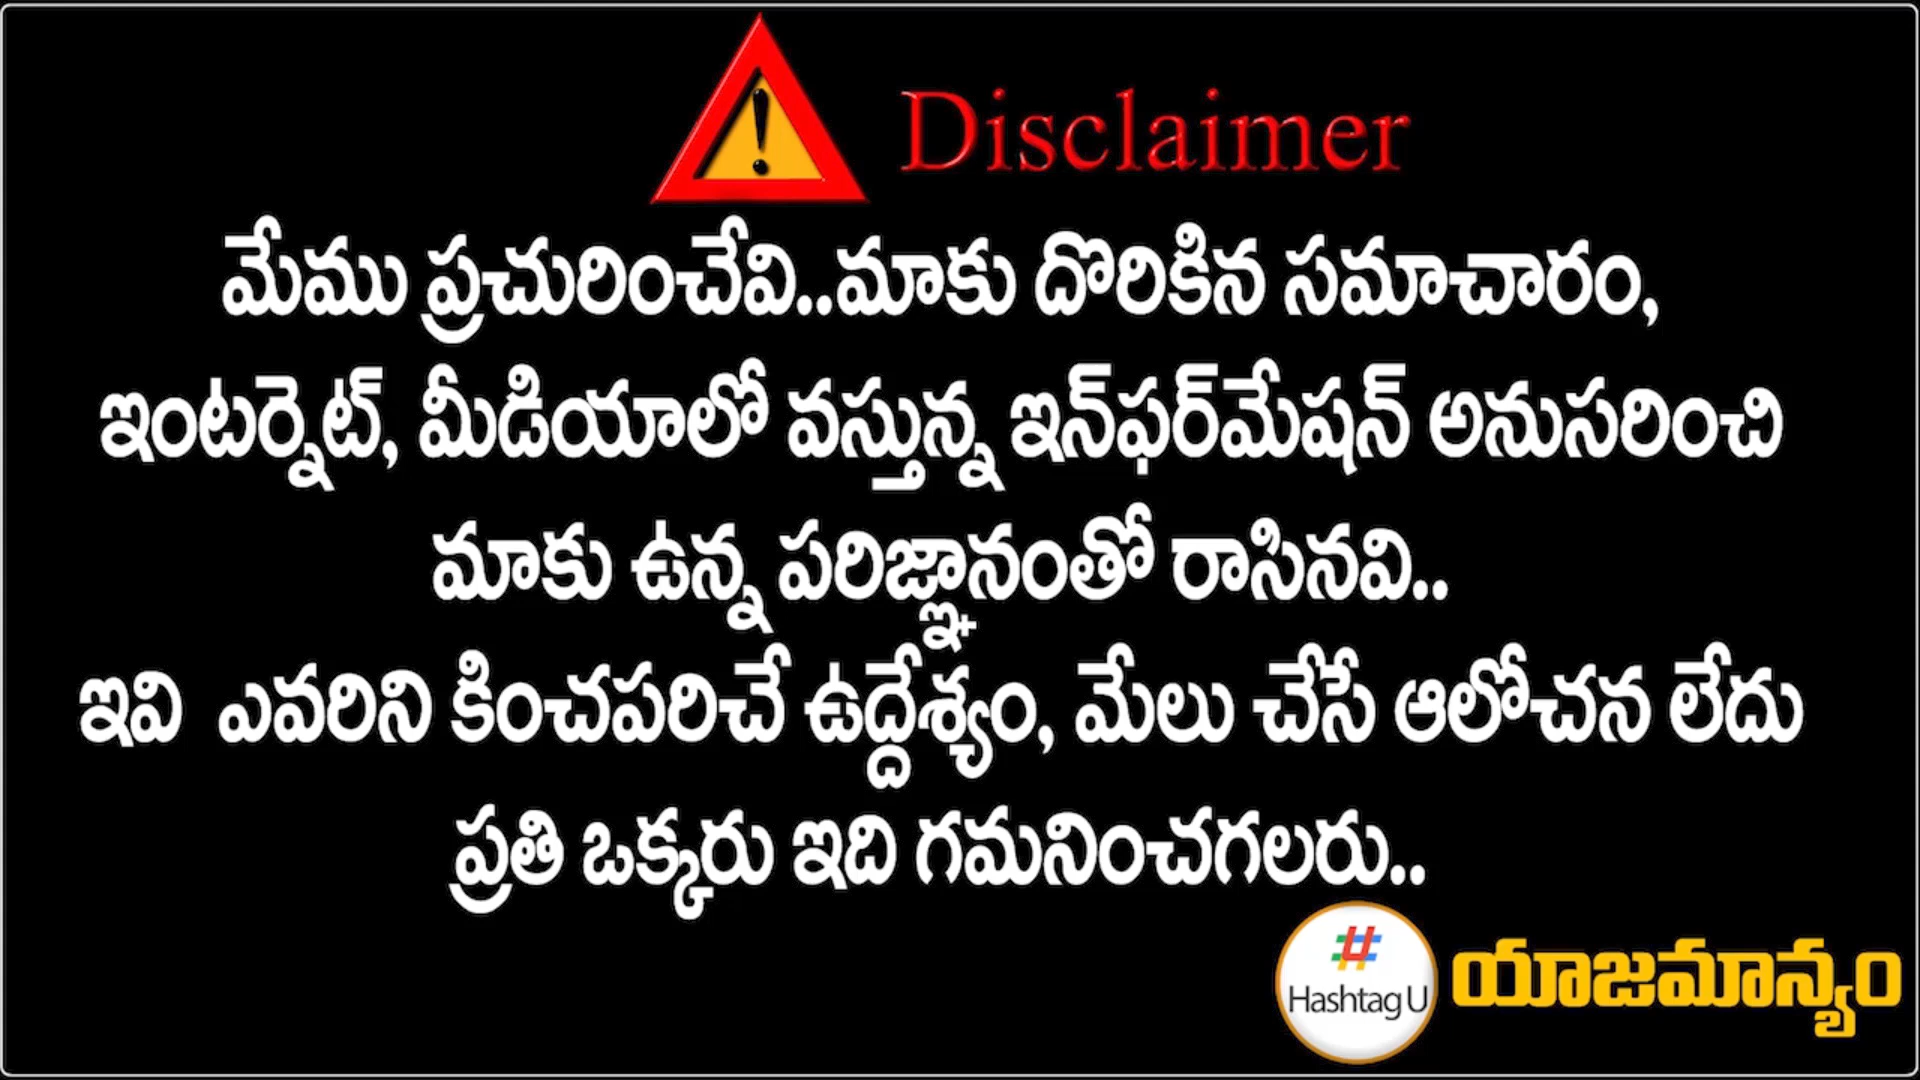 Disclaimer
మేము ప్రచురించేవి..మాకు దొరికిన సమాచారం,
ఇంటర్నెట్, మీడియాలో వస్తున్న ఇన్‌ఫర్‌మేషన్ అనుసరించి
మాకు ఉన్న పరిజ్ఞానంతో రాసినవి..
ఇవి ఎవరిని కించపరిచే ఉద్దేశ్యం, మేలు చేసే ఆలోచన లేదు
ప్రతి ఒక్కరు ఇది గమనించగలరు..
Hashtag U యాజమాన్యం